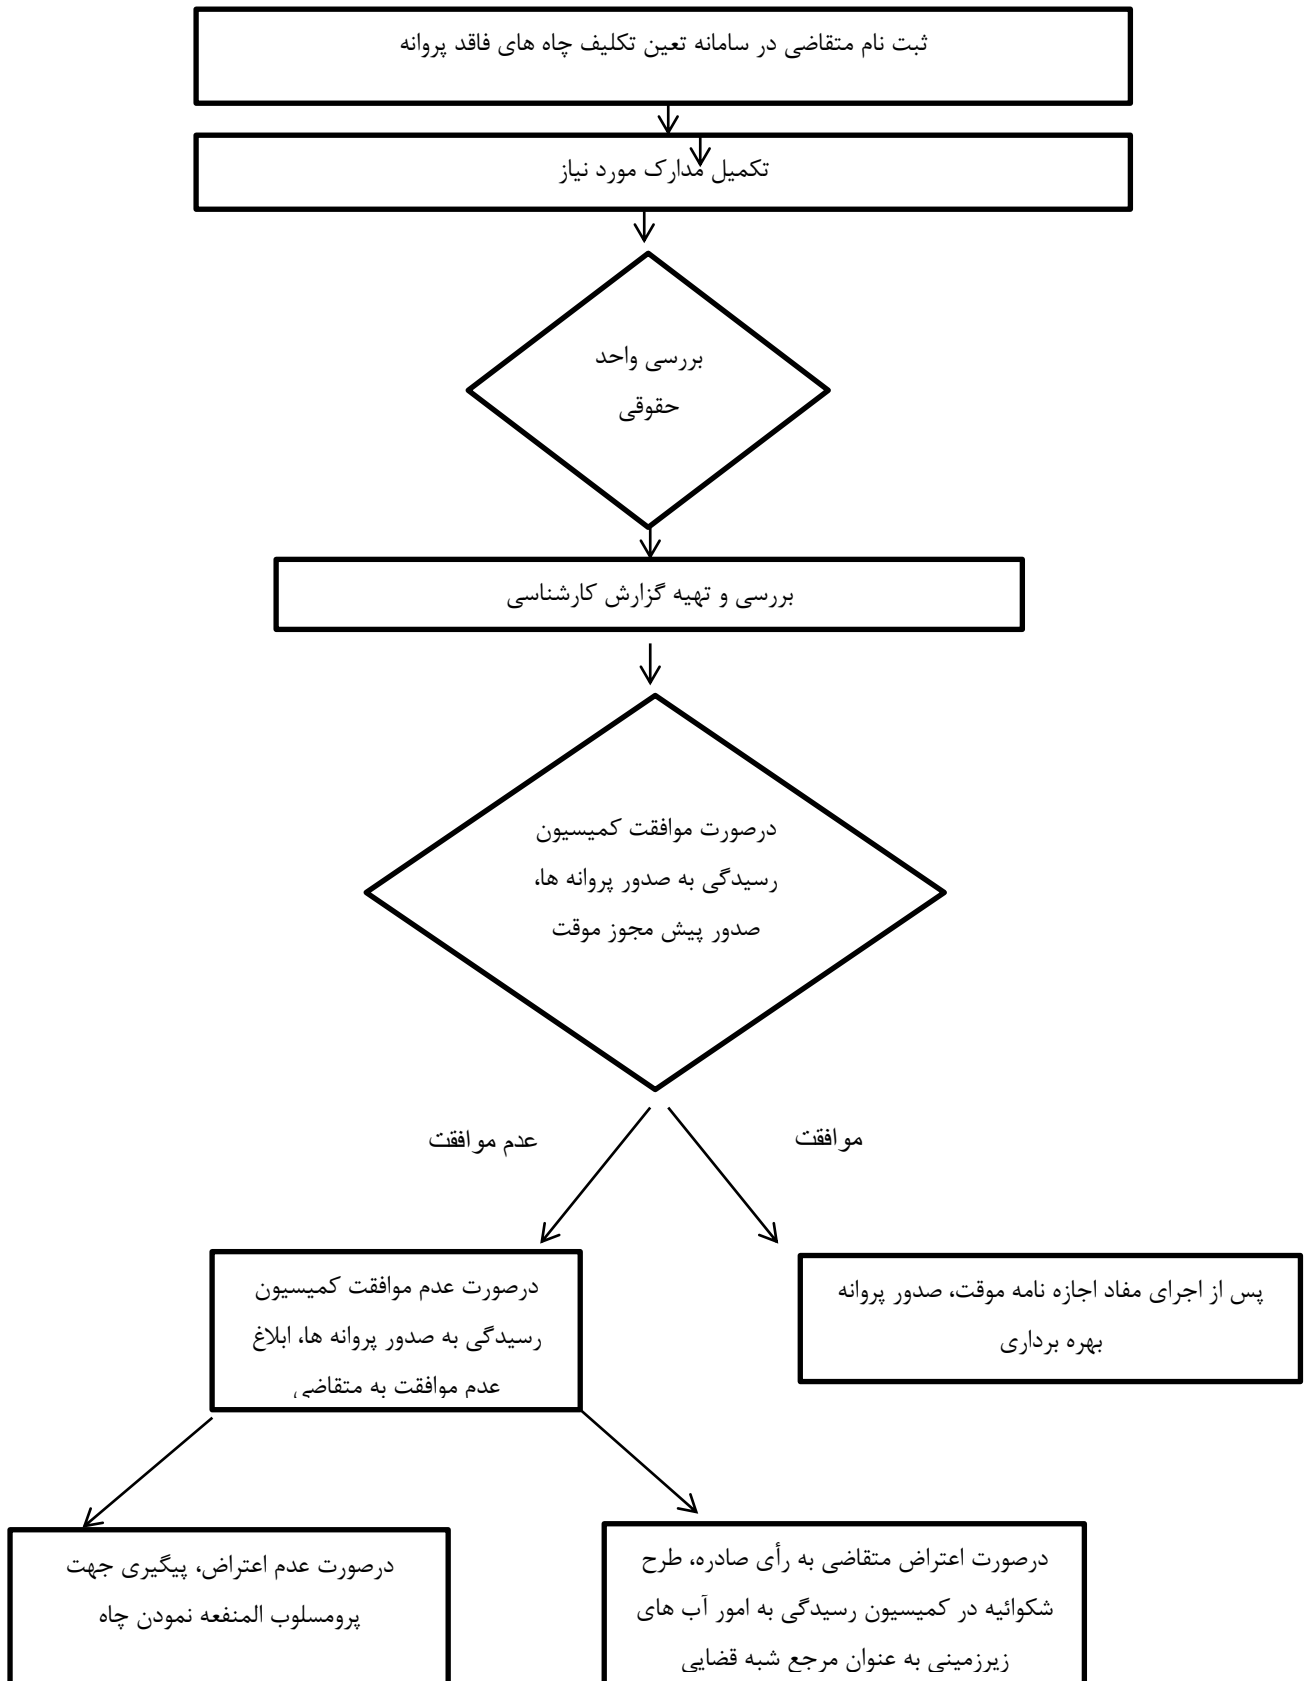 ثبت نام متقاضی در سامانه تعین تکلیف چاه های فاقد پروانه
تکمیل مدارک مورد نیاز
بررسی واحد
حقوقی
بررسی و تهیه گزارش کارشناسی
درصورت موافقت کمیسیون
رسیدگی به صدور پروانه ها،
صدور پیش مجوز موقت
موافقت
عدم موافقت
پس از اجرای مفاد اجازه نامه موقت، صدور پروانه
بهره برداری
درصورت عدم موافقت کمیسیون
رسیدگی به صدور پروانه ها، ابلاغ
عدم موافقت به متقاضی
درصورت اعتراض متقاضی به رأی صادره، طرح
شکوائیه در کمیسیون رسیدگی به امور آب های
زیرزمینی به عنوان مرجع شبه قضایی
درصورت عدم اعتراض، پیگیری جهت
پرومسلوب المنفعه نمودن چاه